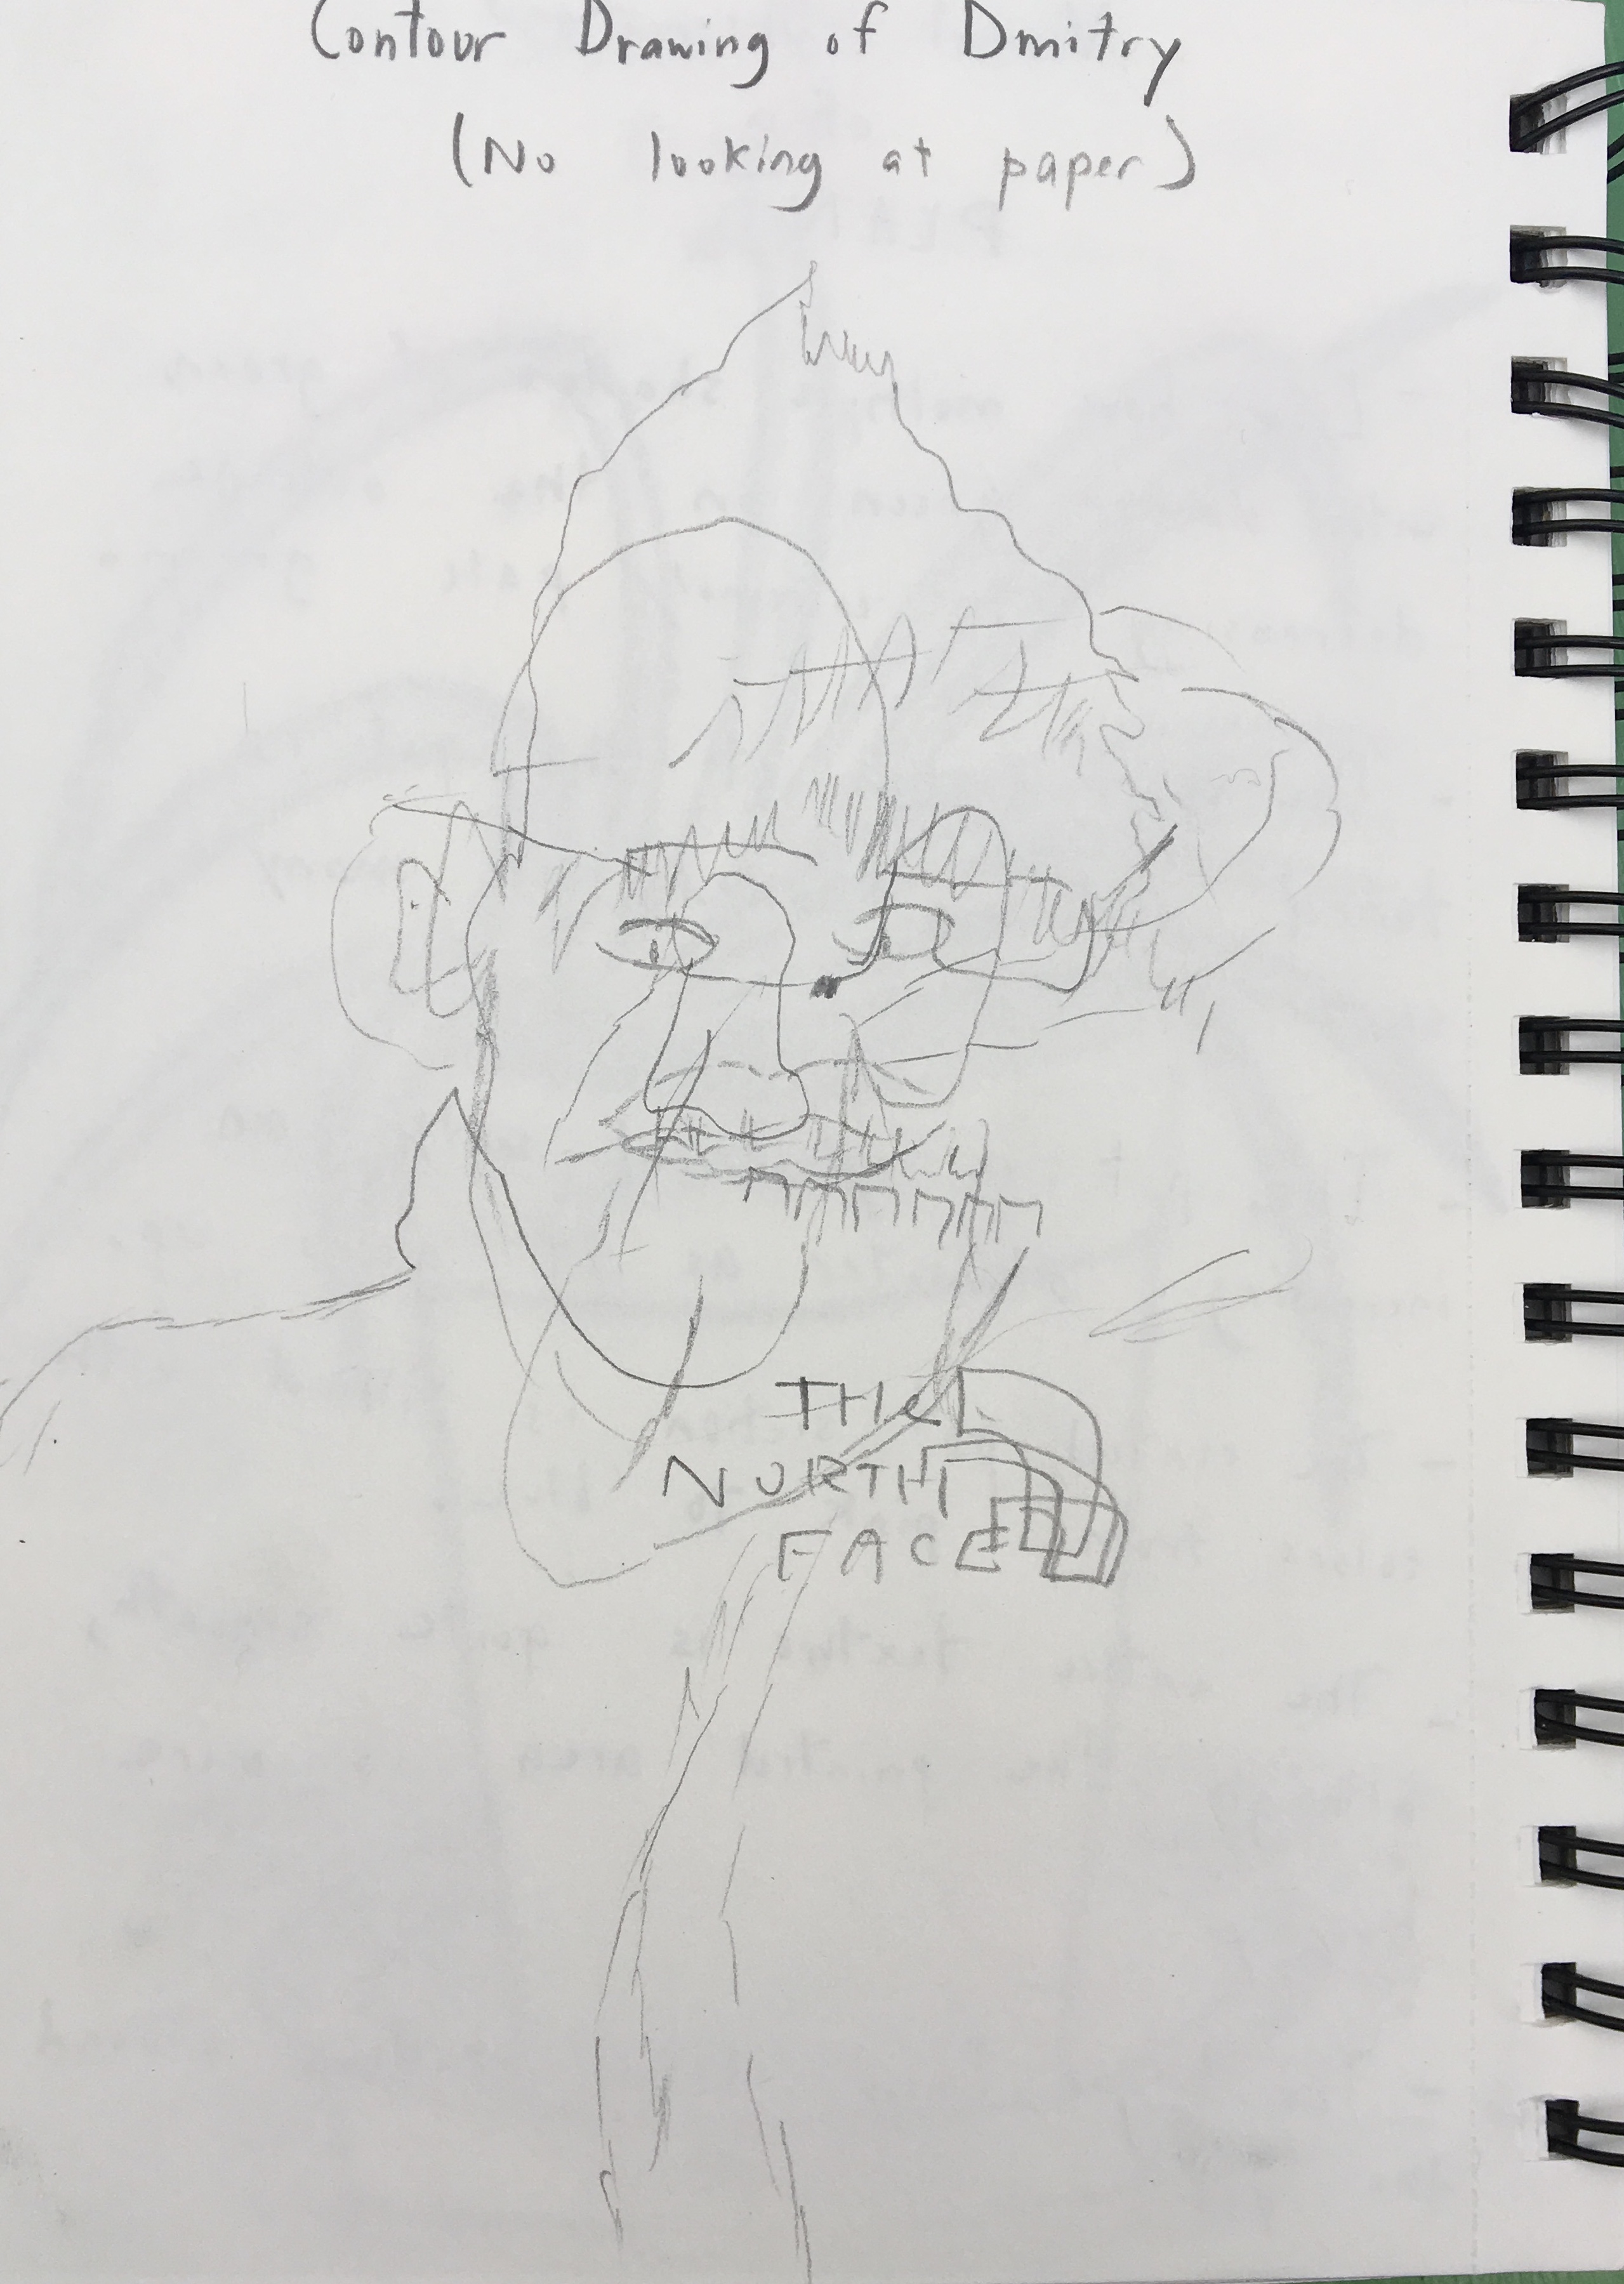 Contour Drawing of Dmitry
(No looking at paper)
THE
NORTH
FACE